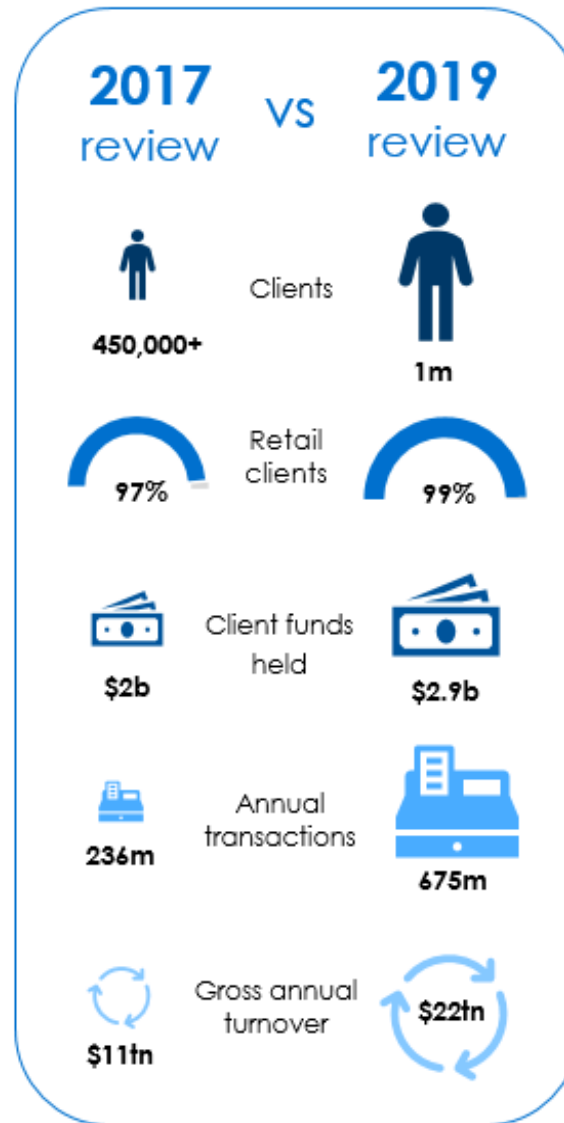 2017 vs 2019
review review
Clients
450,000+ 1m
Retail
clients
97% 99%
Client funds
held
$2b $2.9b
Annual
transactions
236m 675m
Gross annual
turnover
$11tn $22tn